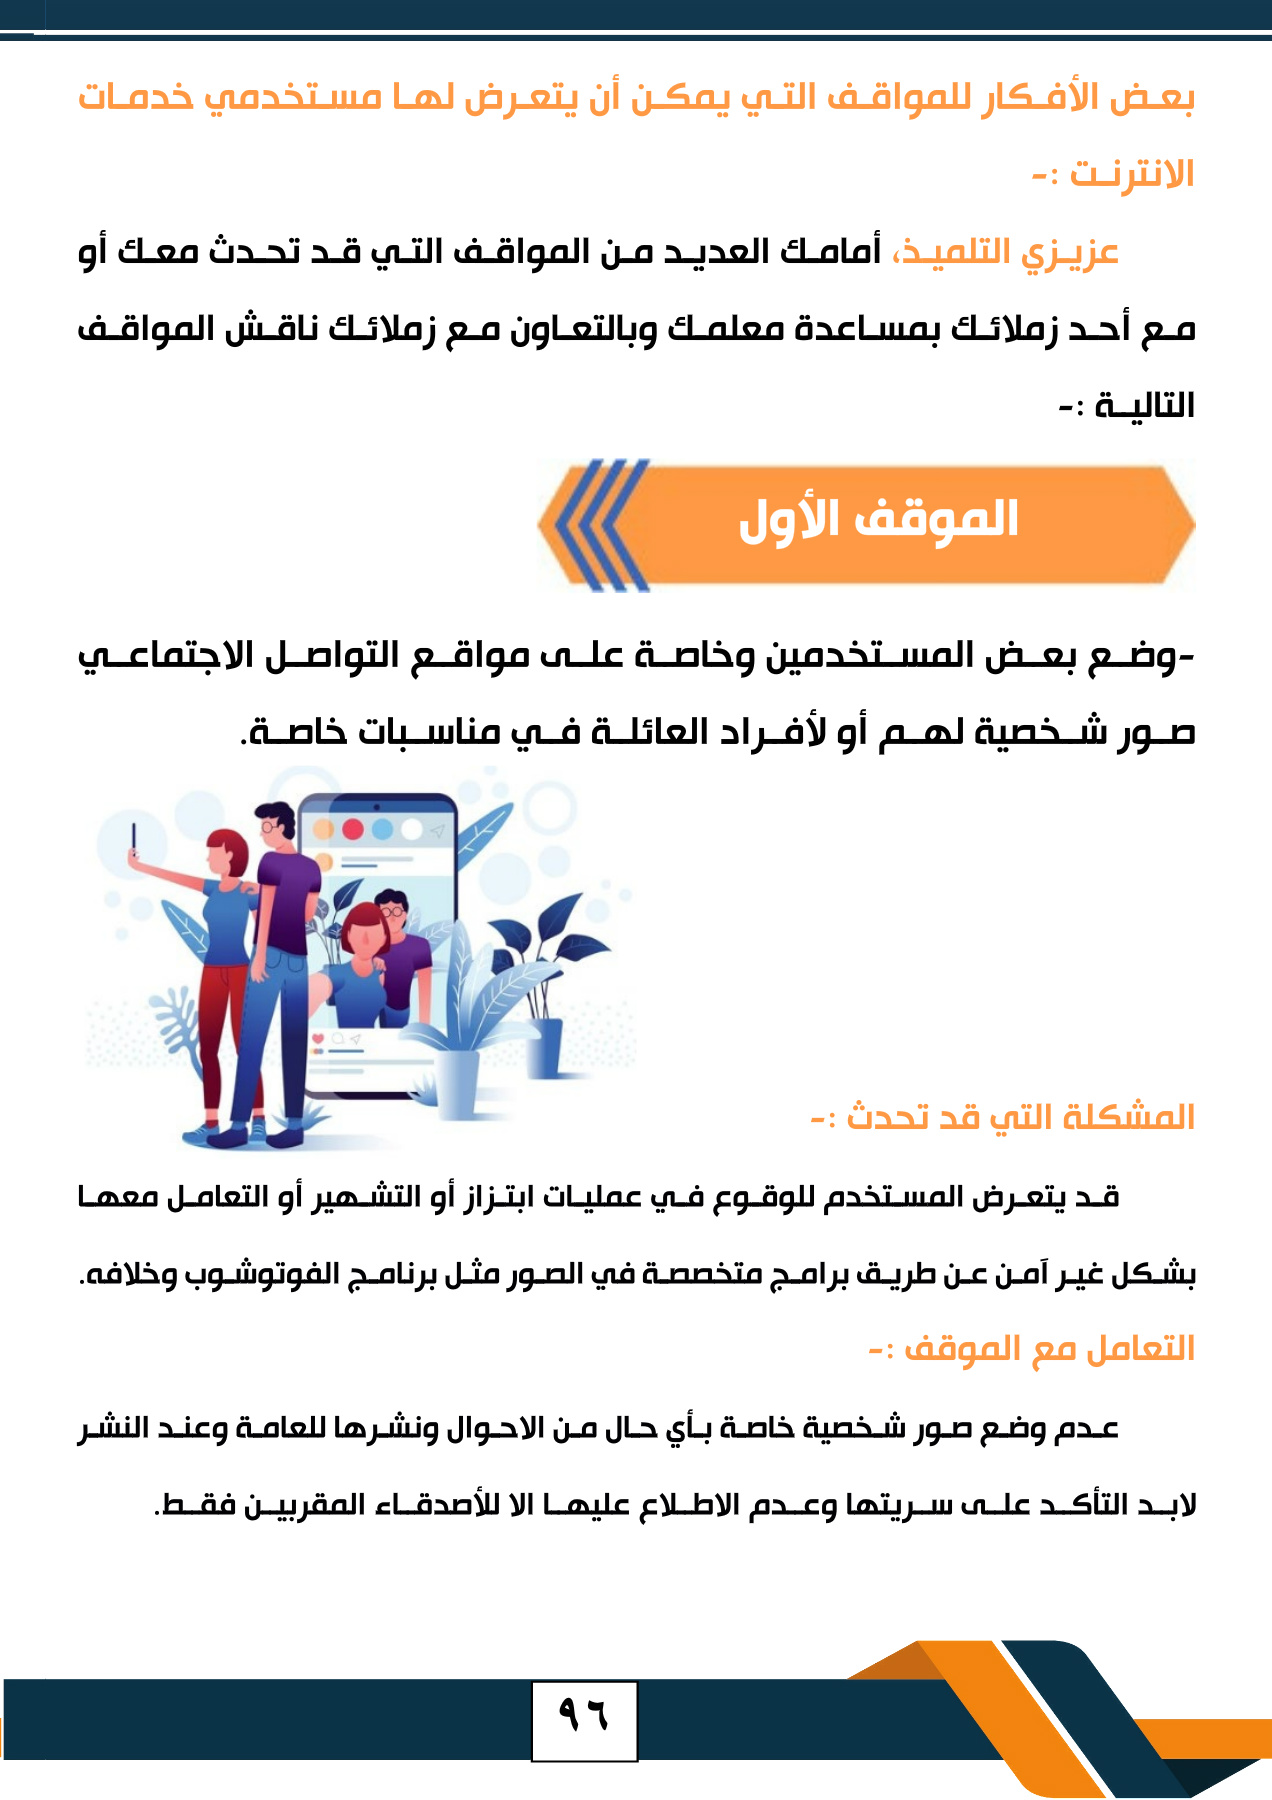 بعض الأفكار للمواقف التي يمكن أن يتعرض لها مستخدمي خدمات
الانترنت :-
عزيزي التلميذ، أمامك العديد من المواقف التي قد تحدث معك أو
مع أحد زملائك بمساعدة معلمك وبالتعاون مع زملائك ناقش المواقف
التالية :-
الموقف الأول
-وضع بعض المستخدمين وخاصة على مواقع التواصل الاجتماعي
صور شخصية لهم أو لأفراد العائلة في مناسبات خاصة.
المشكلة التي قد تحدث :-
قد يتعرض المستخدم للوقوع في عمليات ابتزاز أو التشهير أو التعامل معها
بشكل غير آمن عن طريق برامج متخصصة في الصور مثل برنامج الفوتوشوب وخلافه.
التعامل مع الموقف :-
عدم وضع صور شخصية خاصة بأي حال من الاحوال ونشرها للعامة وعند النشر
لابد التأكد على سريتها وعدم الاطلاع عليها الا للأصدقاء المقربين فقط.
٩٦